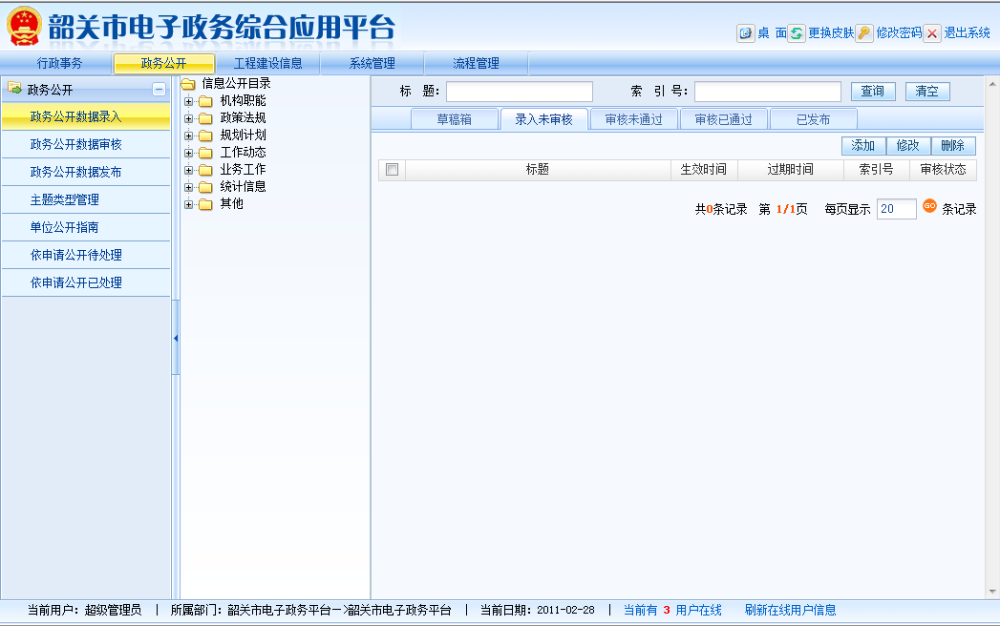 韶关市电子政务综合应用平台
桌 面 更换皮肤 修改密码 退出系统
行政事务 政务公开 工程建设信息 系统管理 流程管理
政务公开
政务公开数据录入
政务公开数据审核
政务公开数据发布
主题类型管理
单位公开指南
依申请公开待处理
依申请公开已处理
信息公开目录
机构职能
政策法规
规划计划
工作动态
业务工作
统计信息
其他
标 题: 索 引 号: 查询 清空
草稿箱 录入未审核 审核未通过 审核已通过 已发布
添加 修改 删除
标题 生效时间 过期时间 索引号 审核状态
共0条记录 第 1/1页 每页显示 20 GO 条记录
当前用户: 超级管理员 | 所属部门: 韶关市电子政务平台-->韶关市电子政务平台 | 当前日期: 2011-02-28 | 当前有 3 用户在线 刷新在线用户信息